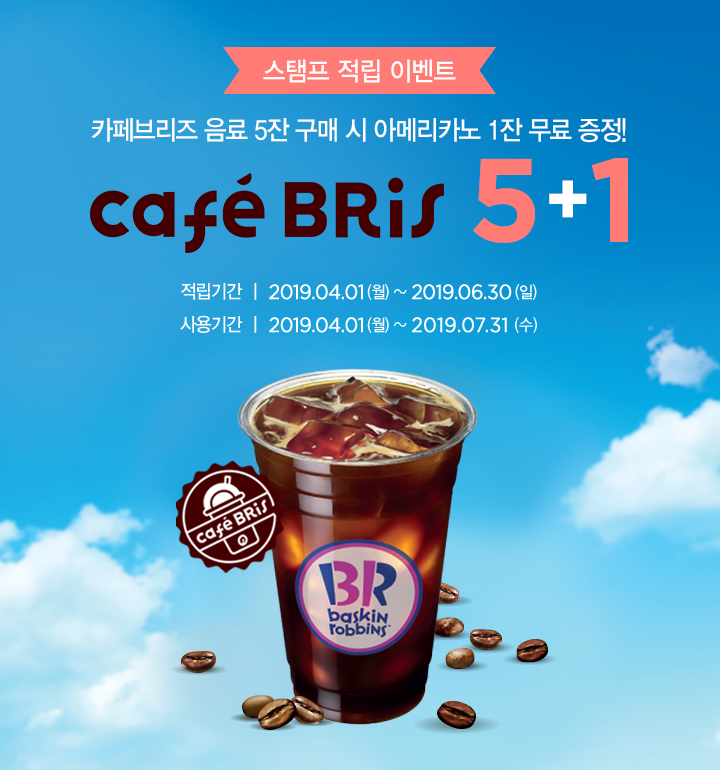 스탬프 적립 이벤트
카페브리즈 음료 5잔 구매 시 아메리카노 1잔 무료 증정!
café BRiS 5+1
적립기간 | 2019.04.01(월) ~ 2019.06.30(일)
사용기간 | 2019.04.01(월) ~ 2019.07.31 (수)
café BRiS
BR
baskin
robbins™